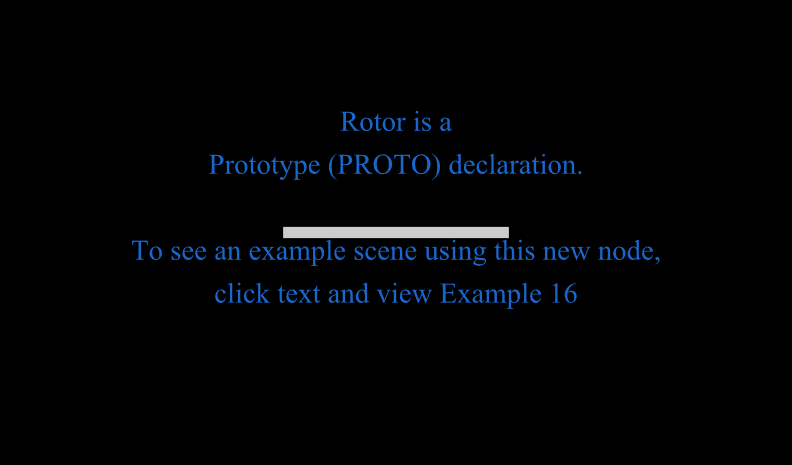 Rotor is a
Prototype (PROTO) declaration.
To see an example scene using this new node,
click text and view Example 16